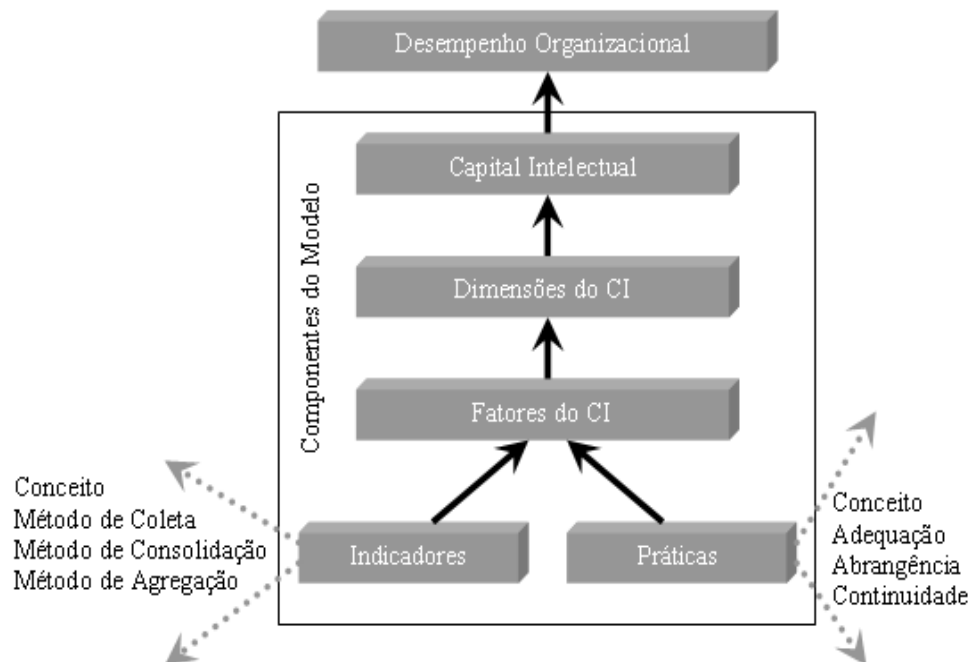 Desempenho Organizacional
Componentes do Modelo
Capital Intelectual
Dimensões do CI
Fatores do CI
Conceito
Método de Coleta
Método de Consolidação
Método de Agregação
Indicadores
Práticas
Conceito
Adequação
Abrangência
Continuidade